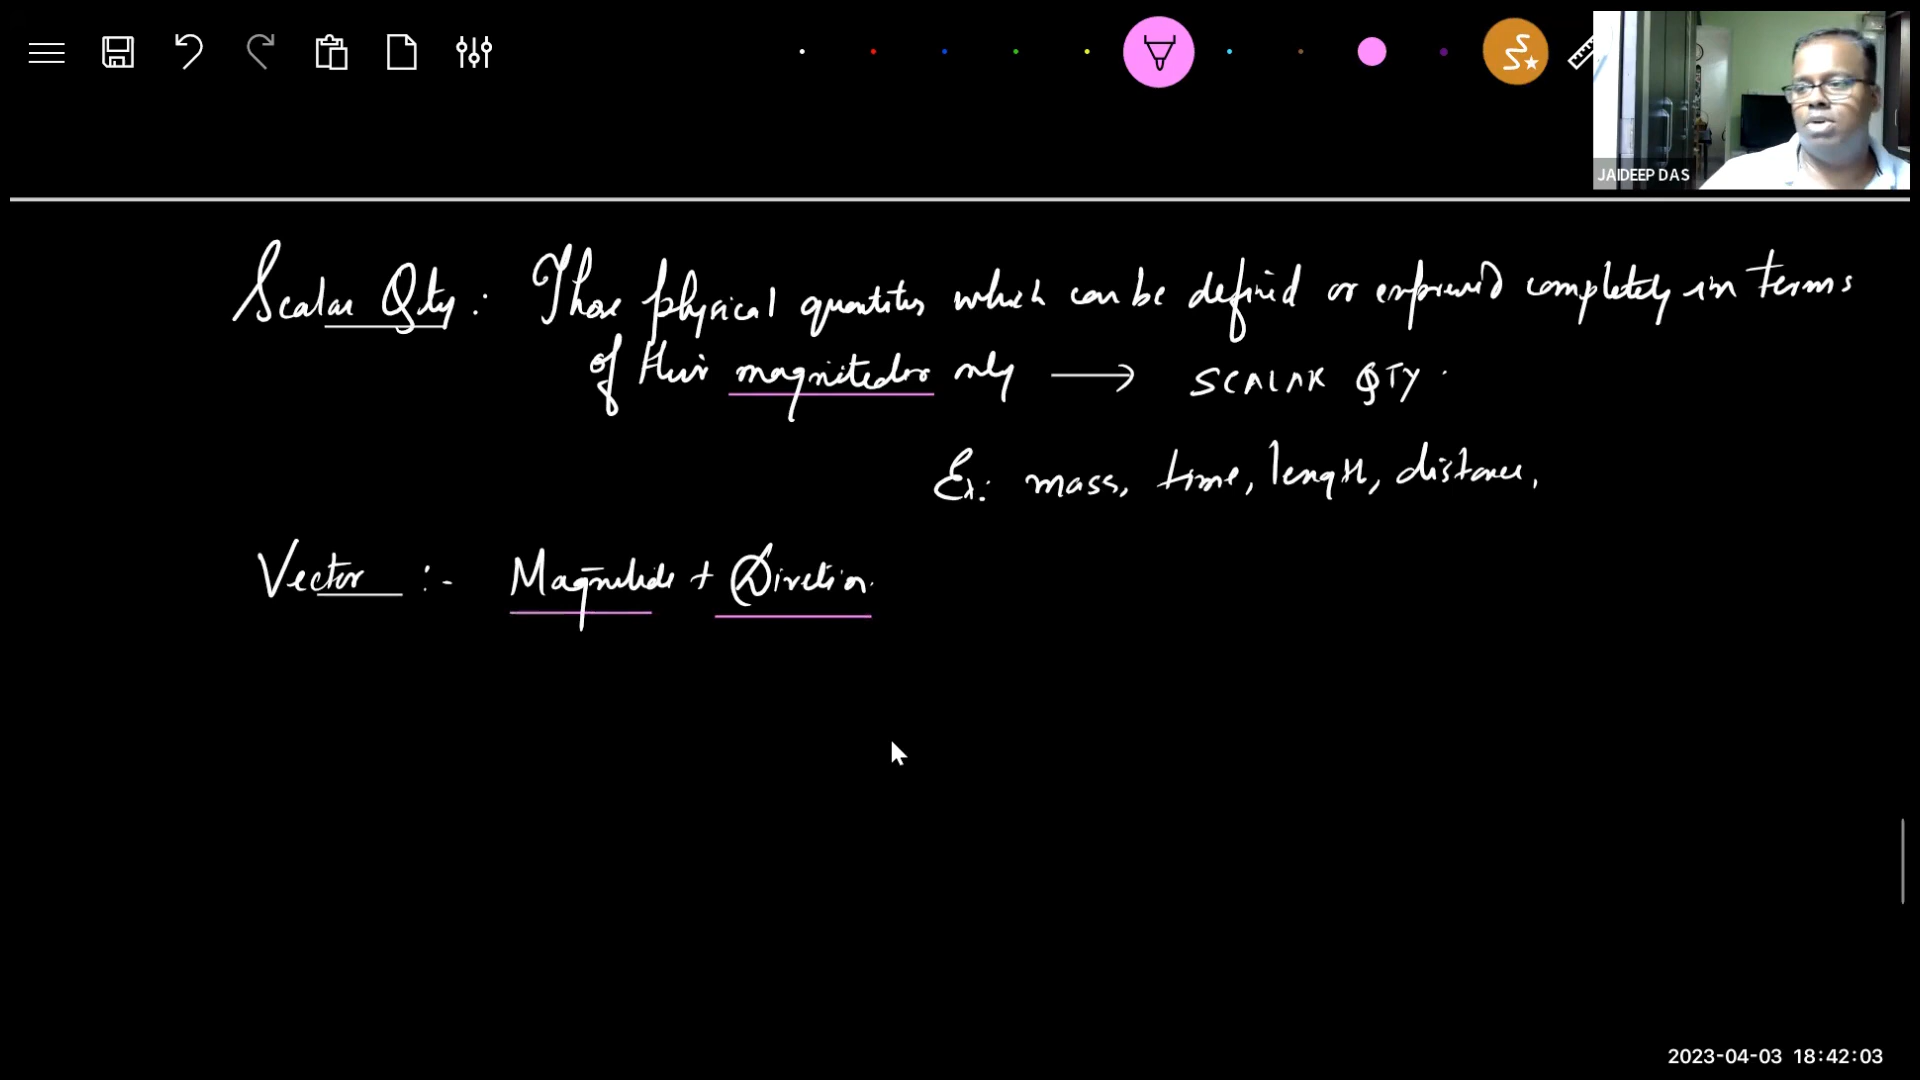 JAIDEEP DAS
Scalar Qty : Those physical quantities which can be defined or expressed completely in terms
of their magnitudes only → SCALAR QTY.
Ex: mass, time, length, distance,
Vector :- Magnitude + Direction.
2023-04-03 18:42:03